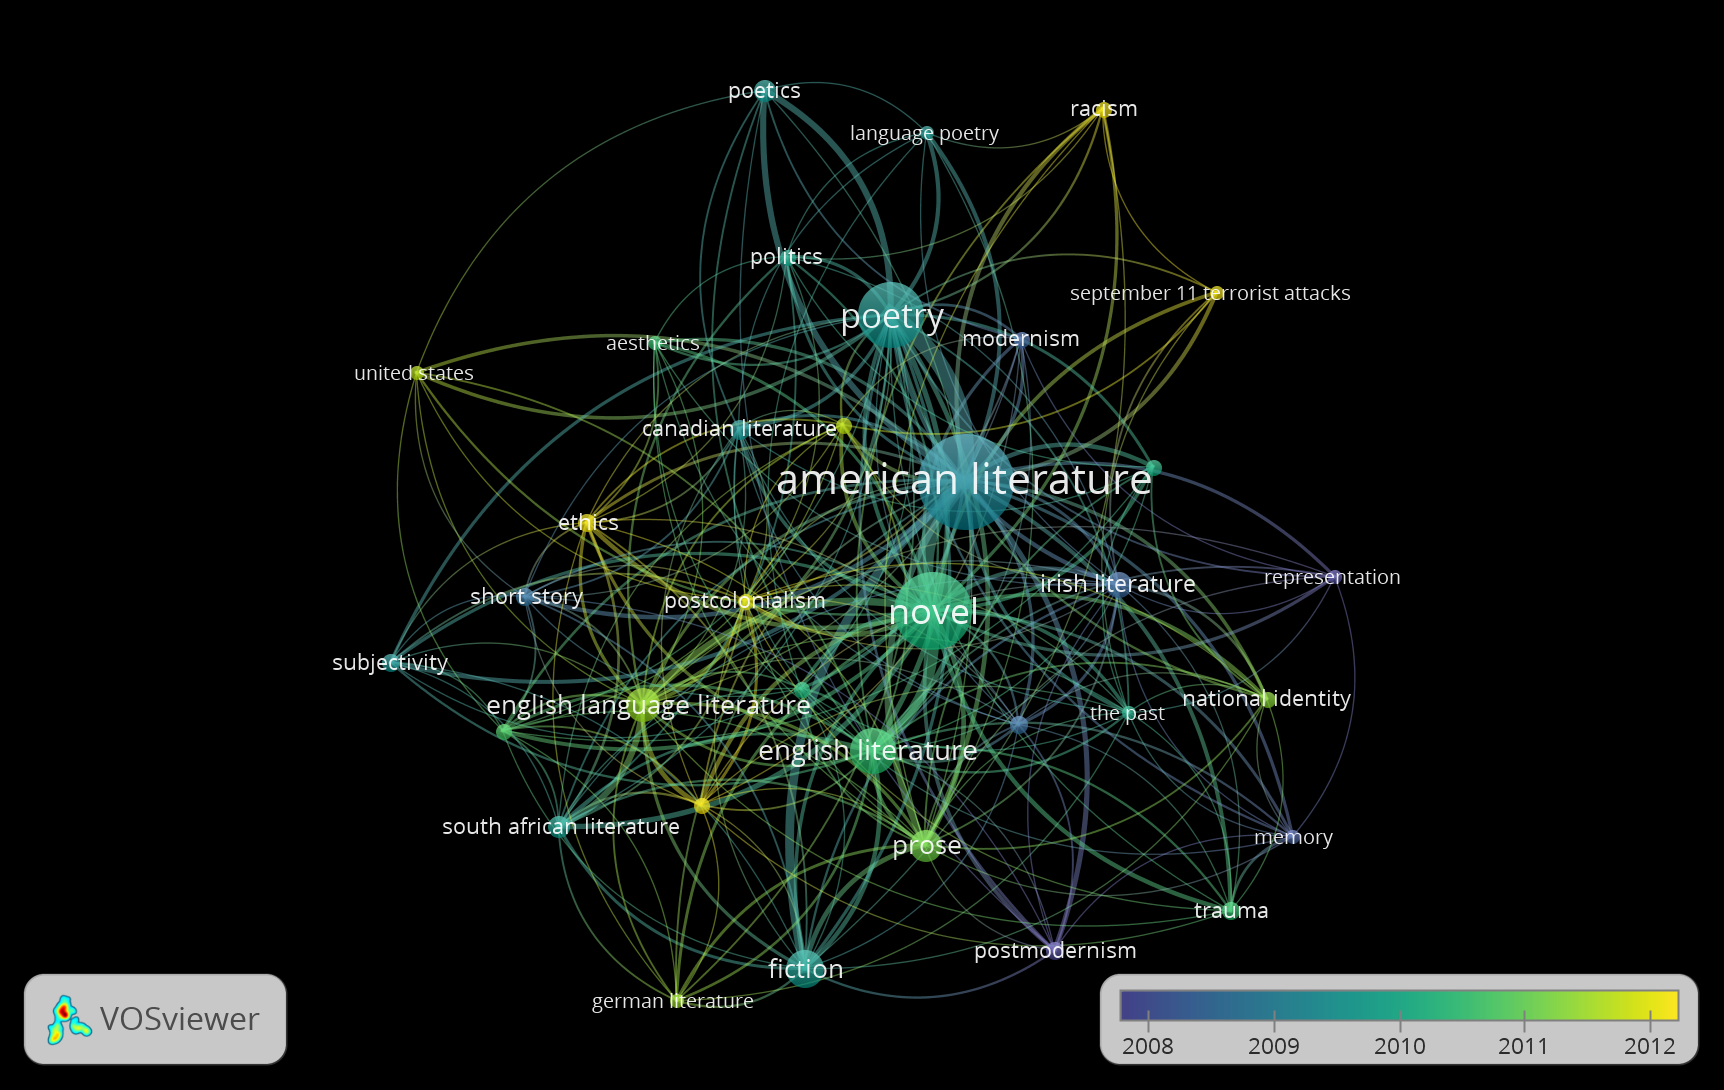 poetics
racism
language poetry
politics
september 11 terrorist attacks
poetry
modernism
aesthetics
united states
canadian literature
american literature
ethics
representation
irish literature
short story
postcolonialism
novel
subjectivity
national identity
english language literature
the past
english literature
south african literature
memory
prose
trauma
postmodernism
fiction
german literature
VOSviewer
2008 2009 2010 2011 2012